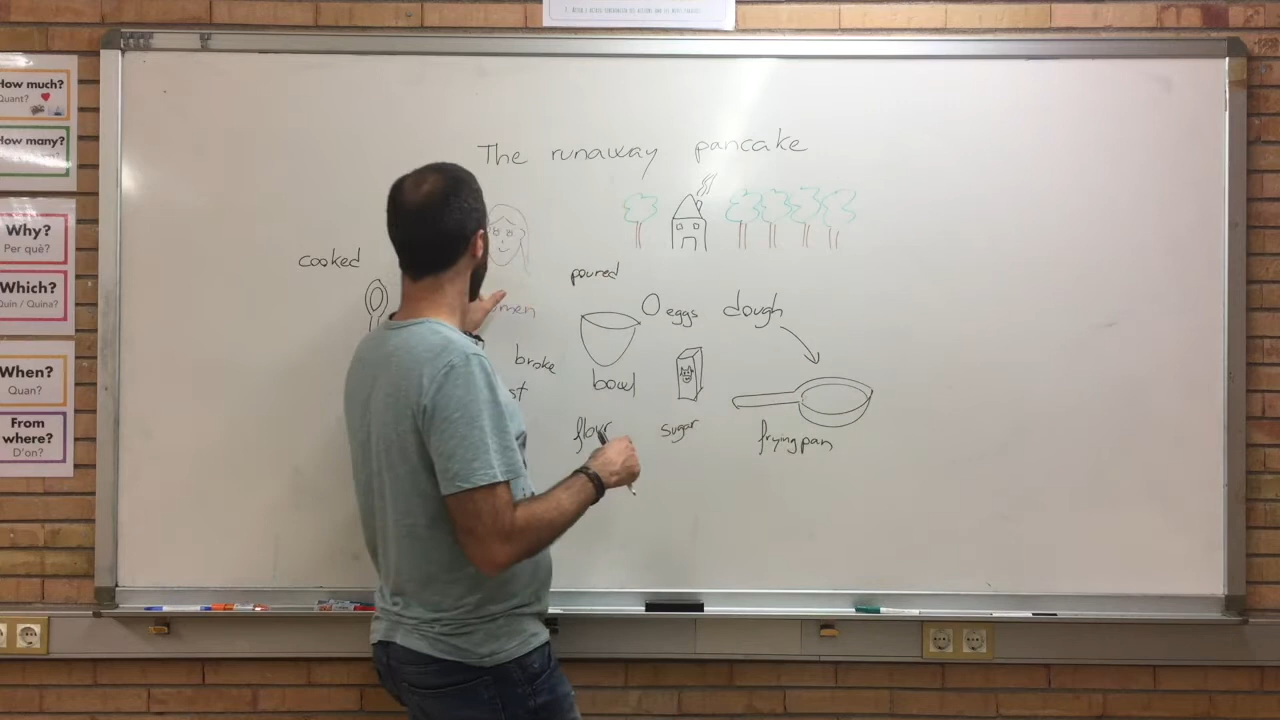 How much?
Quant?
How many?
Why?
Per què?
Which?
Quin / Quina?
When?
Quan?
From
where?
D'on?
The runaway pancake
cooked
poured
eggs
dough
broke
bowl
flour
sugar
frying pan